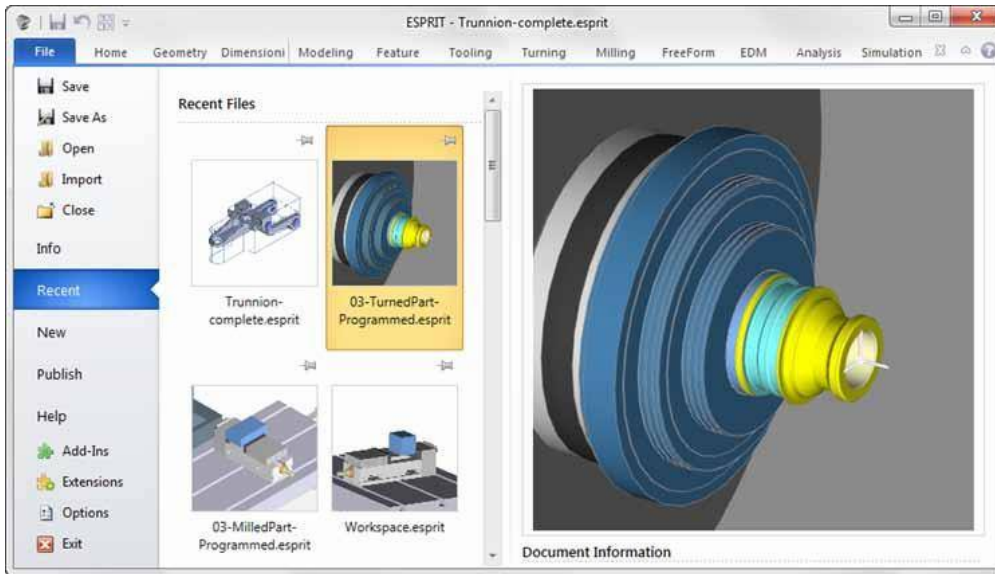 ESPRIT - Trunnion-complete.esprit
File Home Geometry Dimensioni Modeling Feature Tooling Turning Milling FreeForm EDM Analysis Simulation
Save
Save As
Open
Import
Close
Info
Recent
New
Publish
Help
Add-Ins
Extensions
Options
Exit
Recent Files
Trunnion-
complete.esprit
03-TurnedPart-
Programmed.esprit
03-MilledPart-
Programmed.esprit
Workspace.esprit
Document Information